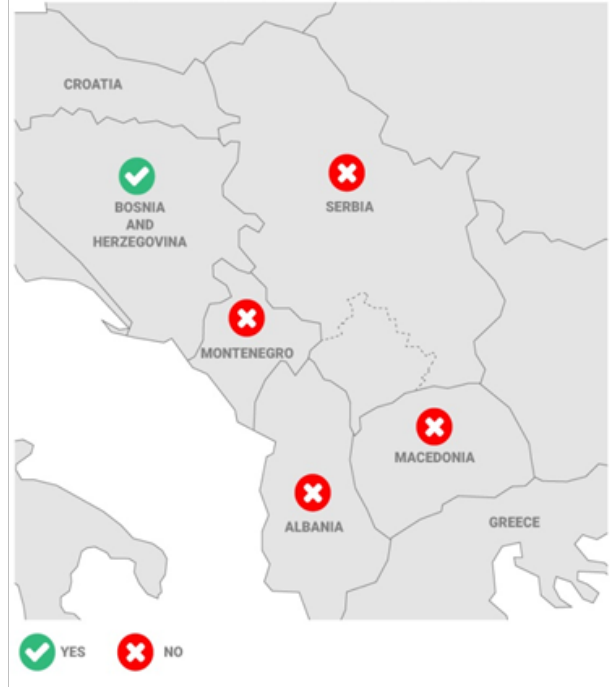 CROATIA
BOSNIA
AND
HERZEGOVINA
SERBIA
MONTENEGRO
MACEDONIA
ALBANIA
GREECE
YES
NO